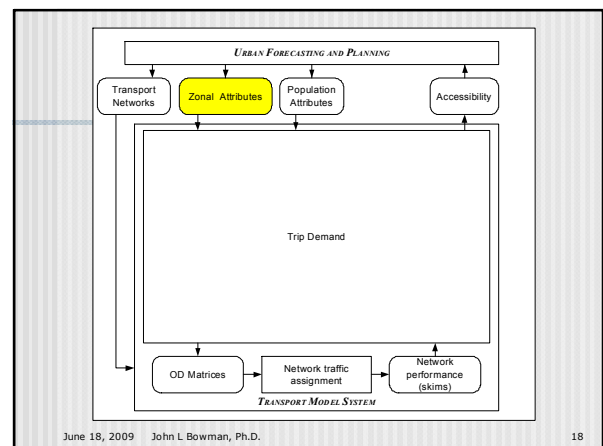 URBAN FORECASTING AND PLANNING
Transport
Networks
Zonal Attributes
Population
Attributes
Accessibility
Trip Demand
OD Matrices
Network traffic
assignment
Network
performance
(skims)
TRANSPORT MODEL SYSTEM
June 18, 2009 John L Bowman, Ph.D. 18